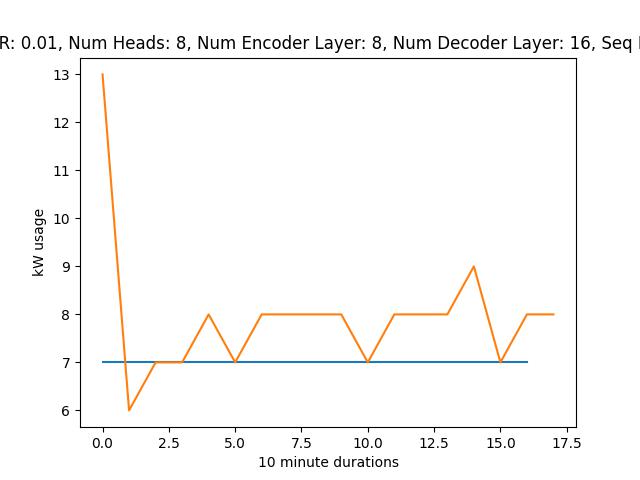 R: 0.01, Num Heads: 8, Num Encoder Layer: 8, Num Decoder Layer: 16, Seq
13
12
11
10
9
8
7
6
kW usage
0.0 2.5 5.0 7.5 10.0 12.5 15.0 17.5
10 minute durations